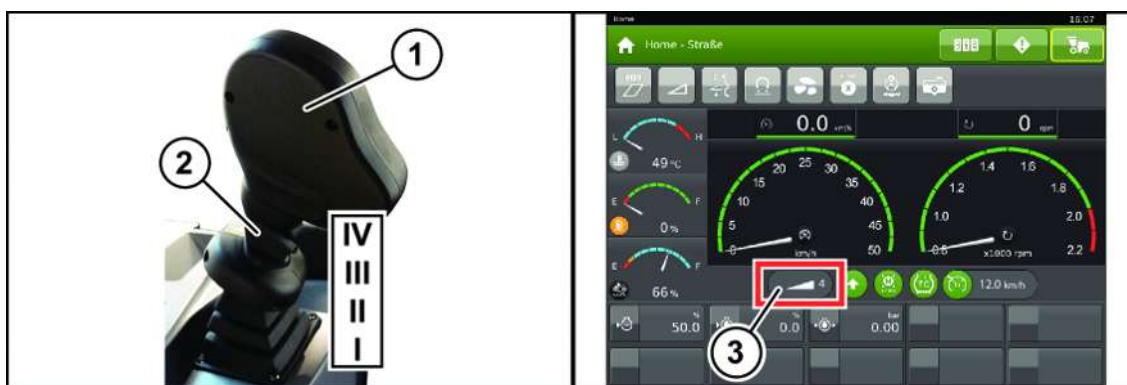 1
2
IV
III
II
I
Home
16.07
Home - Straße
L
H
49 °C
E
F
0 %
E
F
66 %
0.0 km/h
0 rpm
0
5
10
15
20
25
30
35
40
45
50
km/h
0.6
1.0
1.2
1.4
1.6
1.8
2.0
2.2
x1000 rpm
4
12.0 km/h
3
%
50.0
%
0.0
bar
0.00